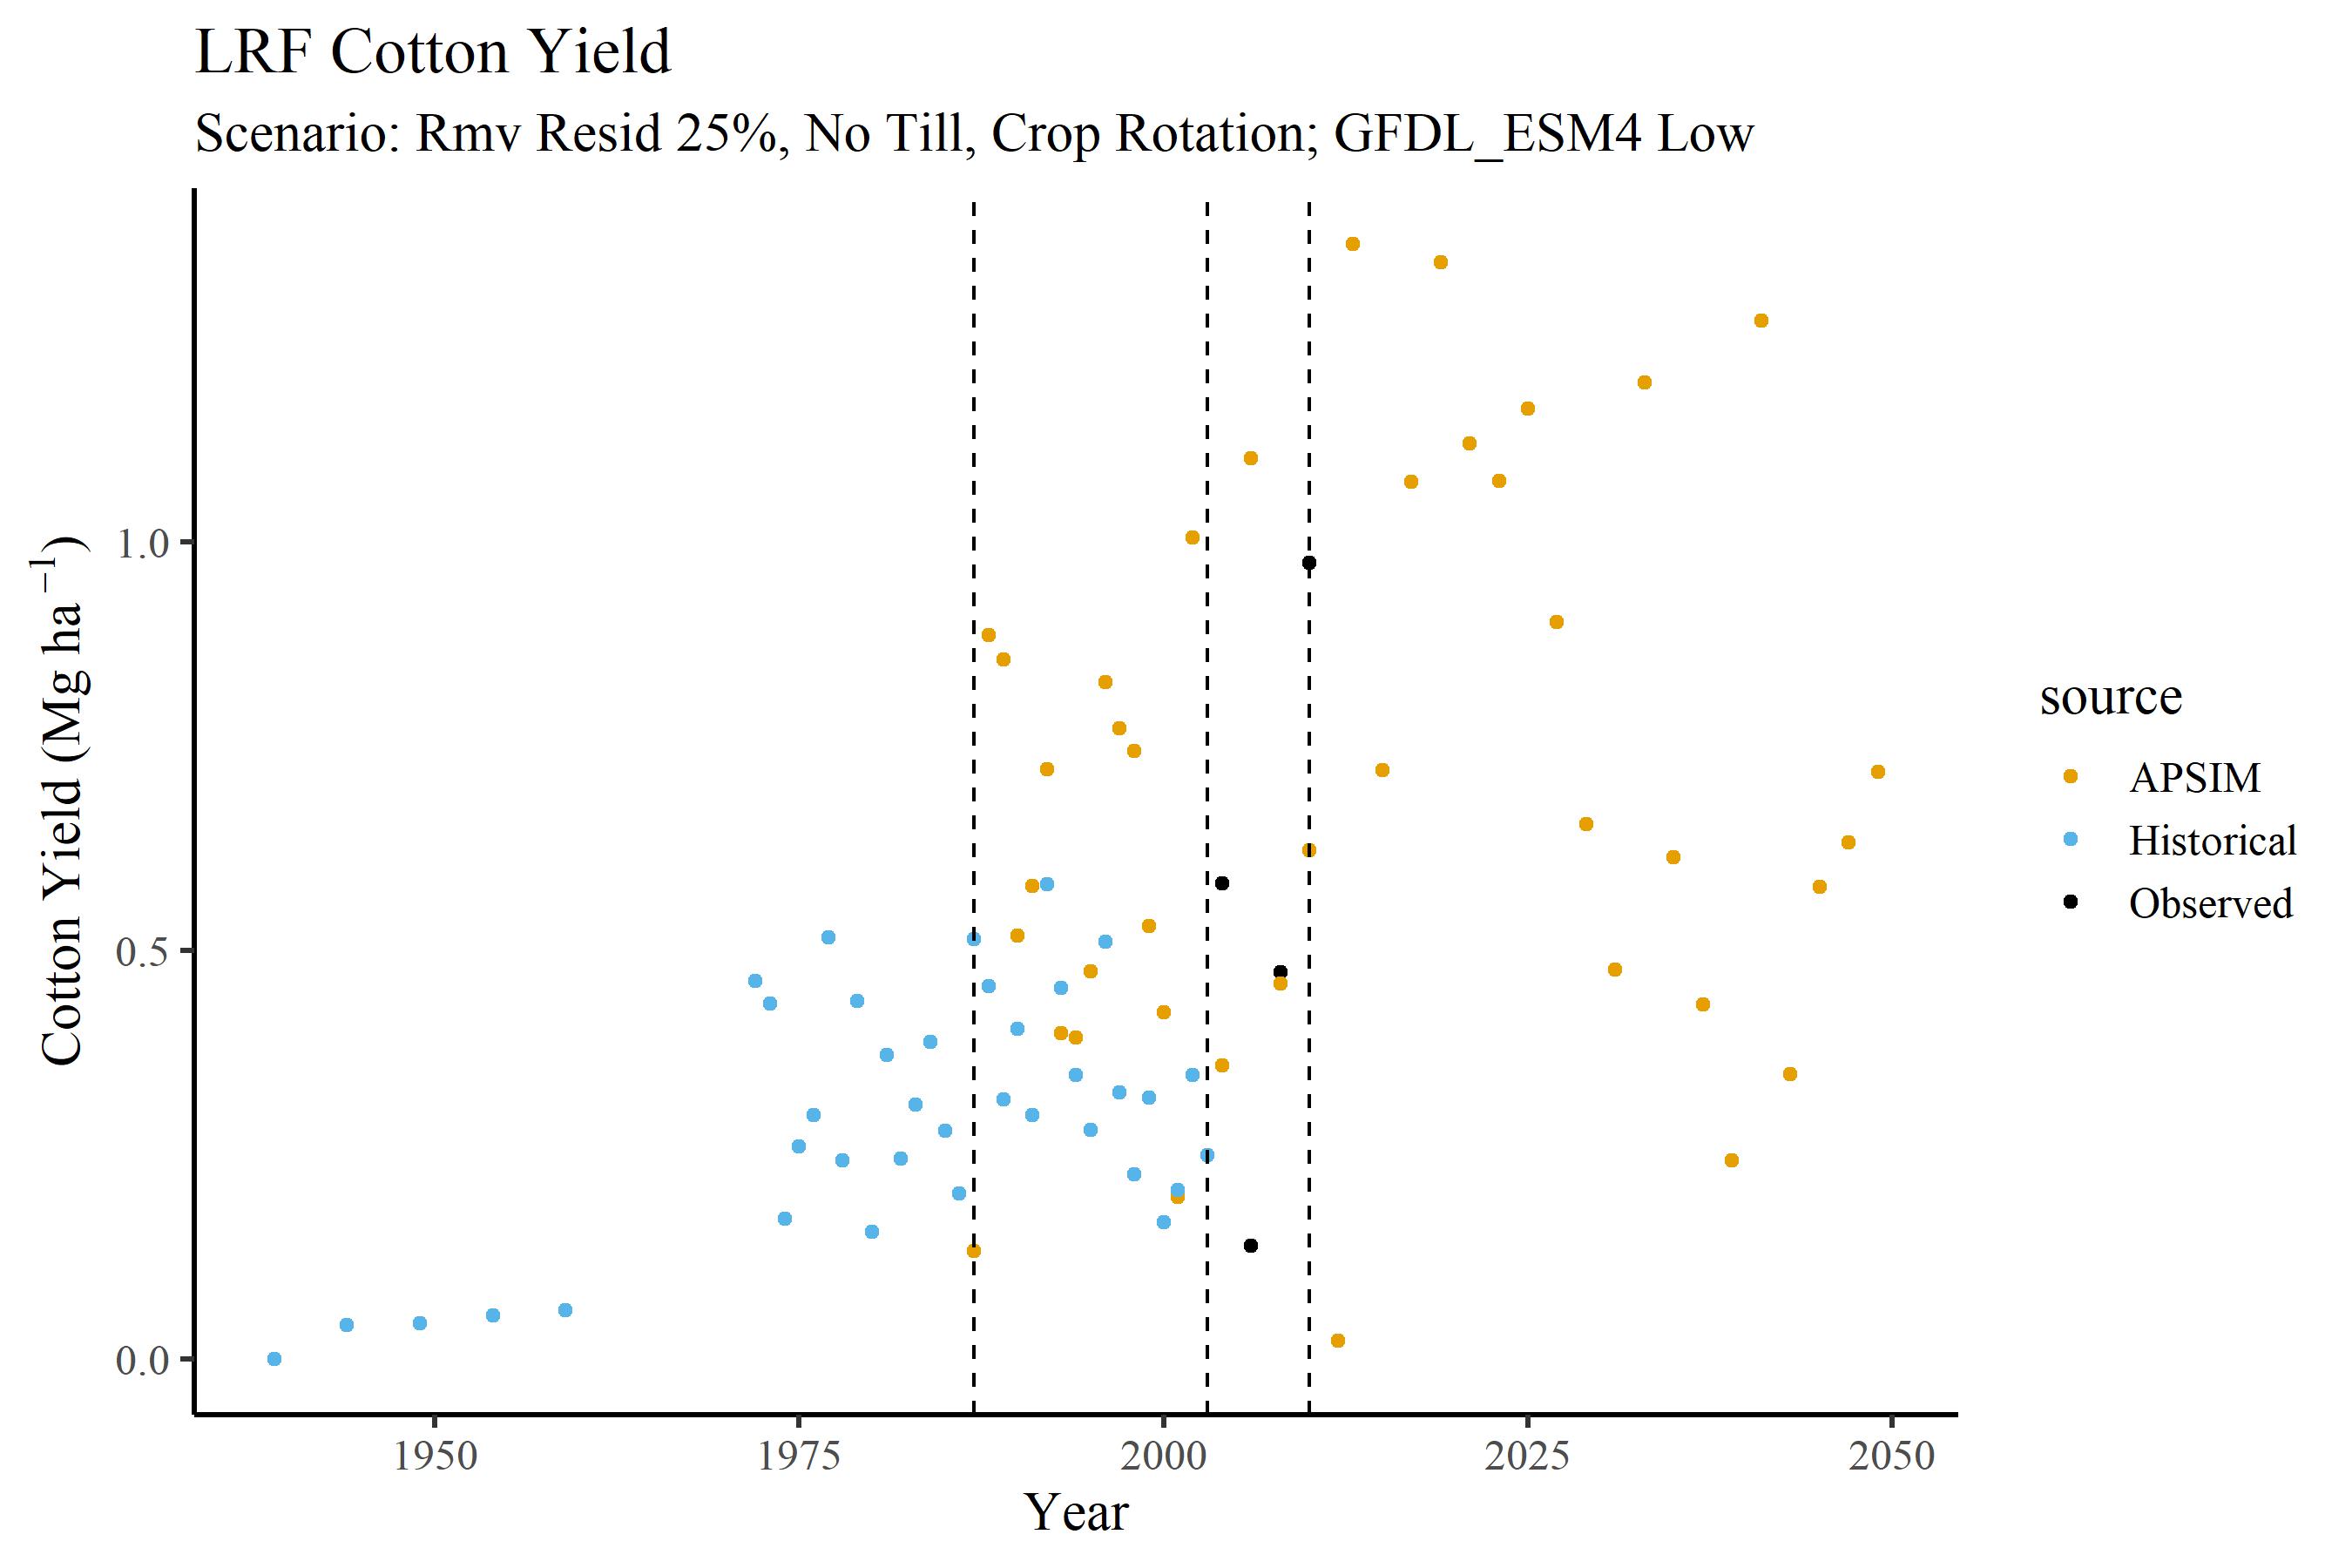 LRF Cotton Yield
Scenario: Rmv Resid 25%, No Till, Crop Rotation; GFDL_ESM4 Low
Cotton Yield (Mg ha −1)
1.0
0.5
0.0
1950 1975 2000 2025 2050
Year
source
APSIM
Historical
Observed